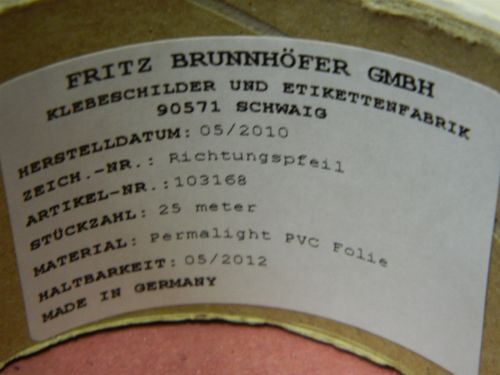 FRITZ BRUNNHÖFER GMBH
KLEBESCHILDER UND ETIKETTENFABRIK
90571 SCHWAIG
HERSTELLDATUM: 05/2010
ZEICH.-NR.: Richtungspfeil
ARTIKEL-NR.:103168
STÜCKZAHL: 25 meter
MATERIAL: Permalight PVC Folie
HALTBARKEIT: 05/2012
MADE IN GERMANY